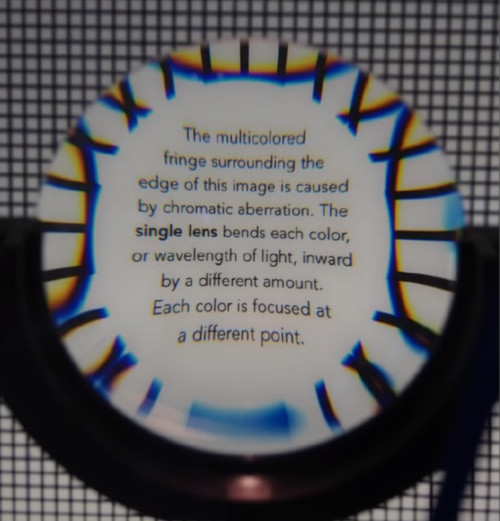 The multicolored
fringe surrounding the
edge of this image is caused
by chromatic aberration. The
single lens bends each color,
or wavelength of light, inward
by a different amount.
Each color is focused at
a different point.